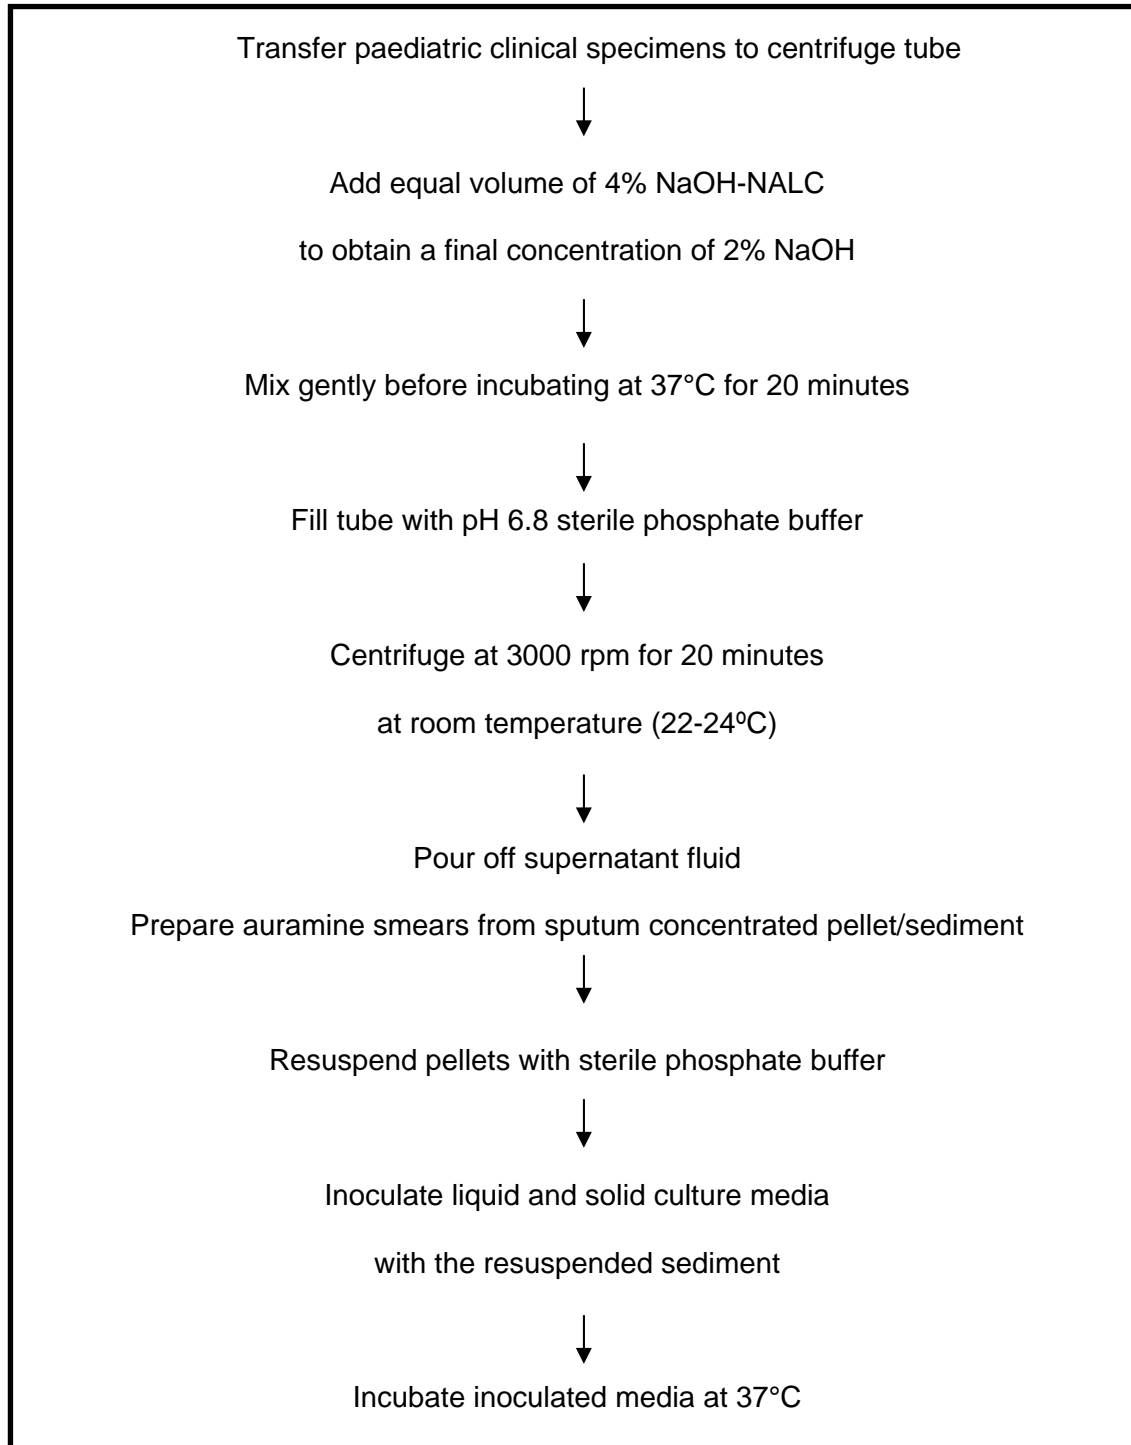 Transfer paediatric clinical specimens to centrifuge tube
Add equal volume of 4% NaOH-NALC
to obtain a final concentration of 2% NaOH
Mix gently before incubating at 37°C for 20 minutes
Fill tube with pH 6.8 sterile phosphate buffer
Centrifuge at 3000 rpm for 20 minutes
at room temperature (22-24ºC)
Pour off supernatant fluid
Prepare auramine smears from sputum concentrated pellet/sediment
Resuspend pellets with sterile phosphate buffer
Inoculate liquid and solid culture media
with the resuspended sediment
Incubate inoculated media at 37°C